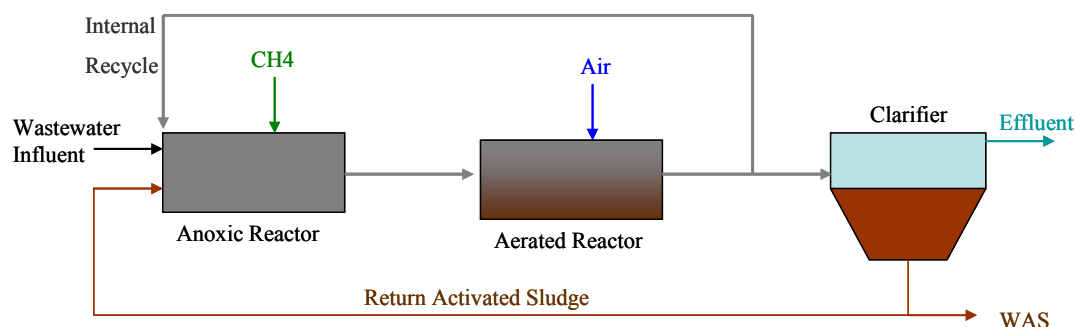 Internal
Recycle
CH4
Air
Wastewater
Influent
Clarifier
Effluent
Anoxic Reactor
Aerated Reactor
Return Activated Sludge
WAS